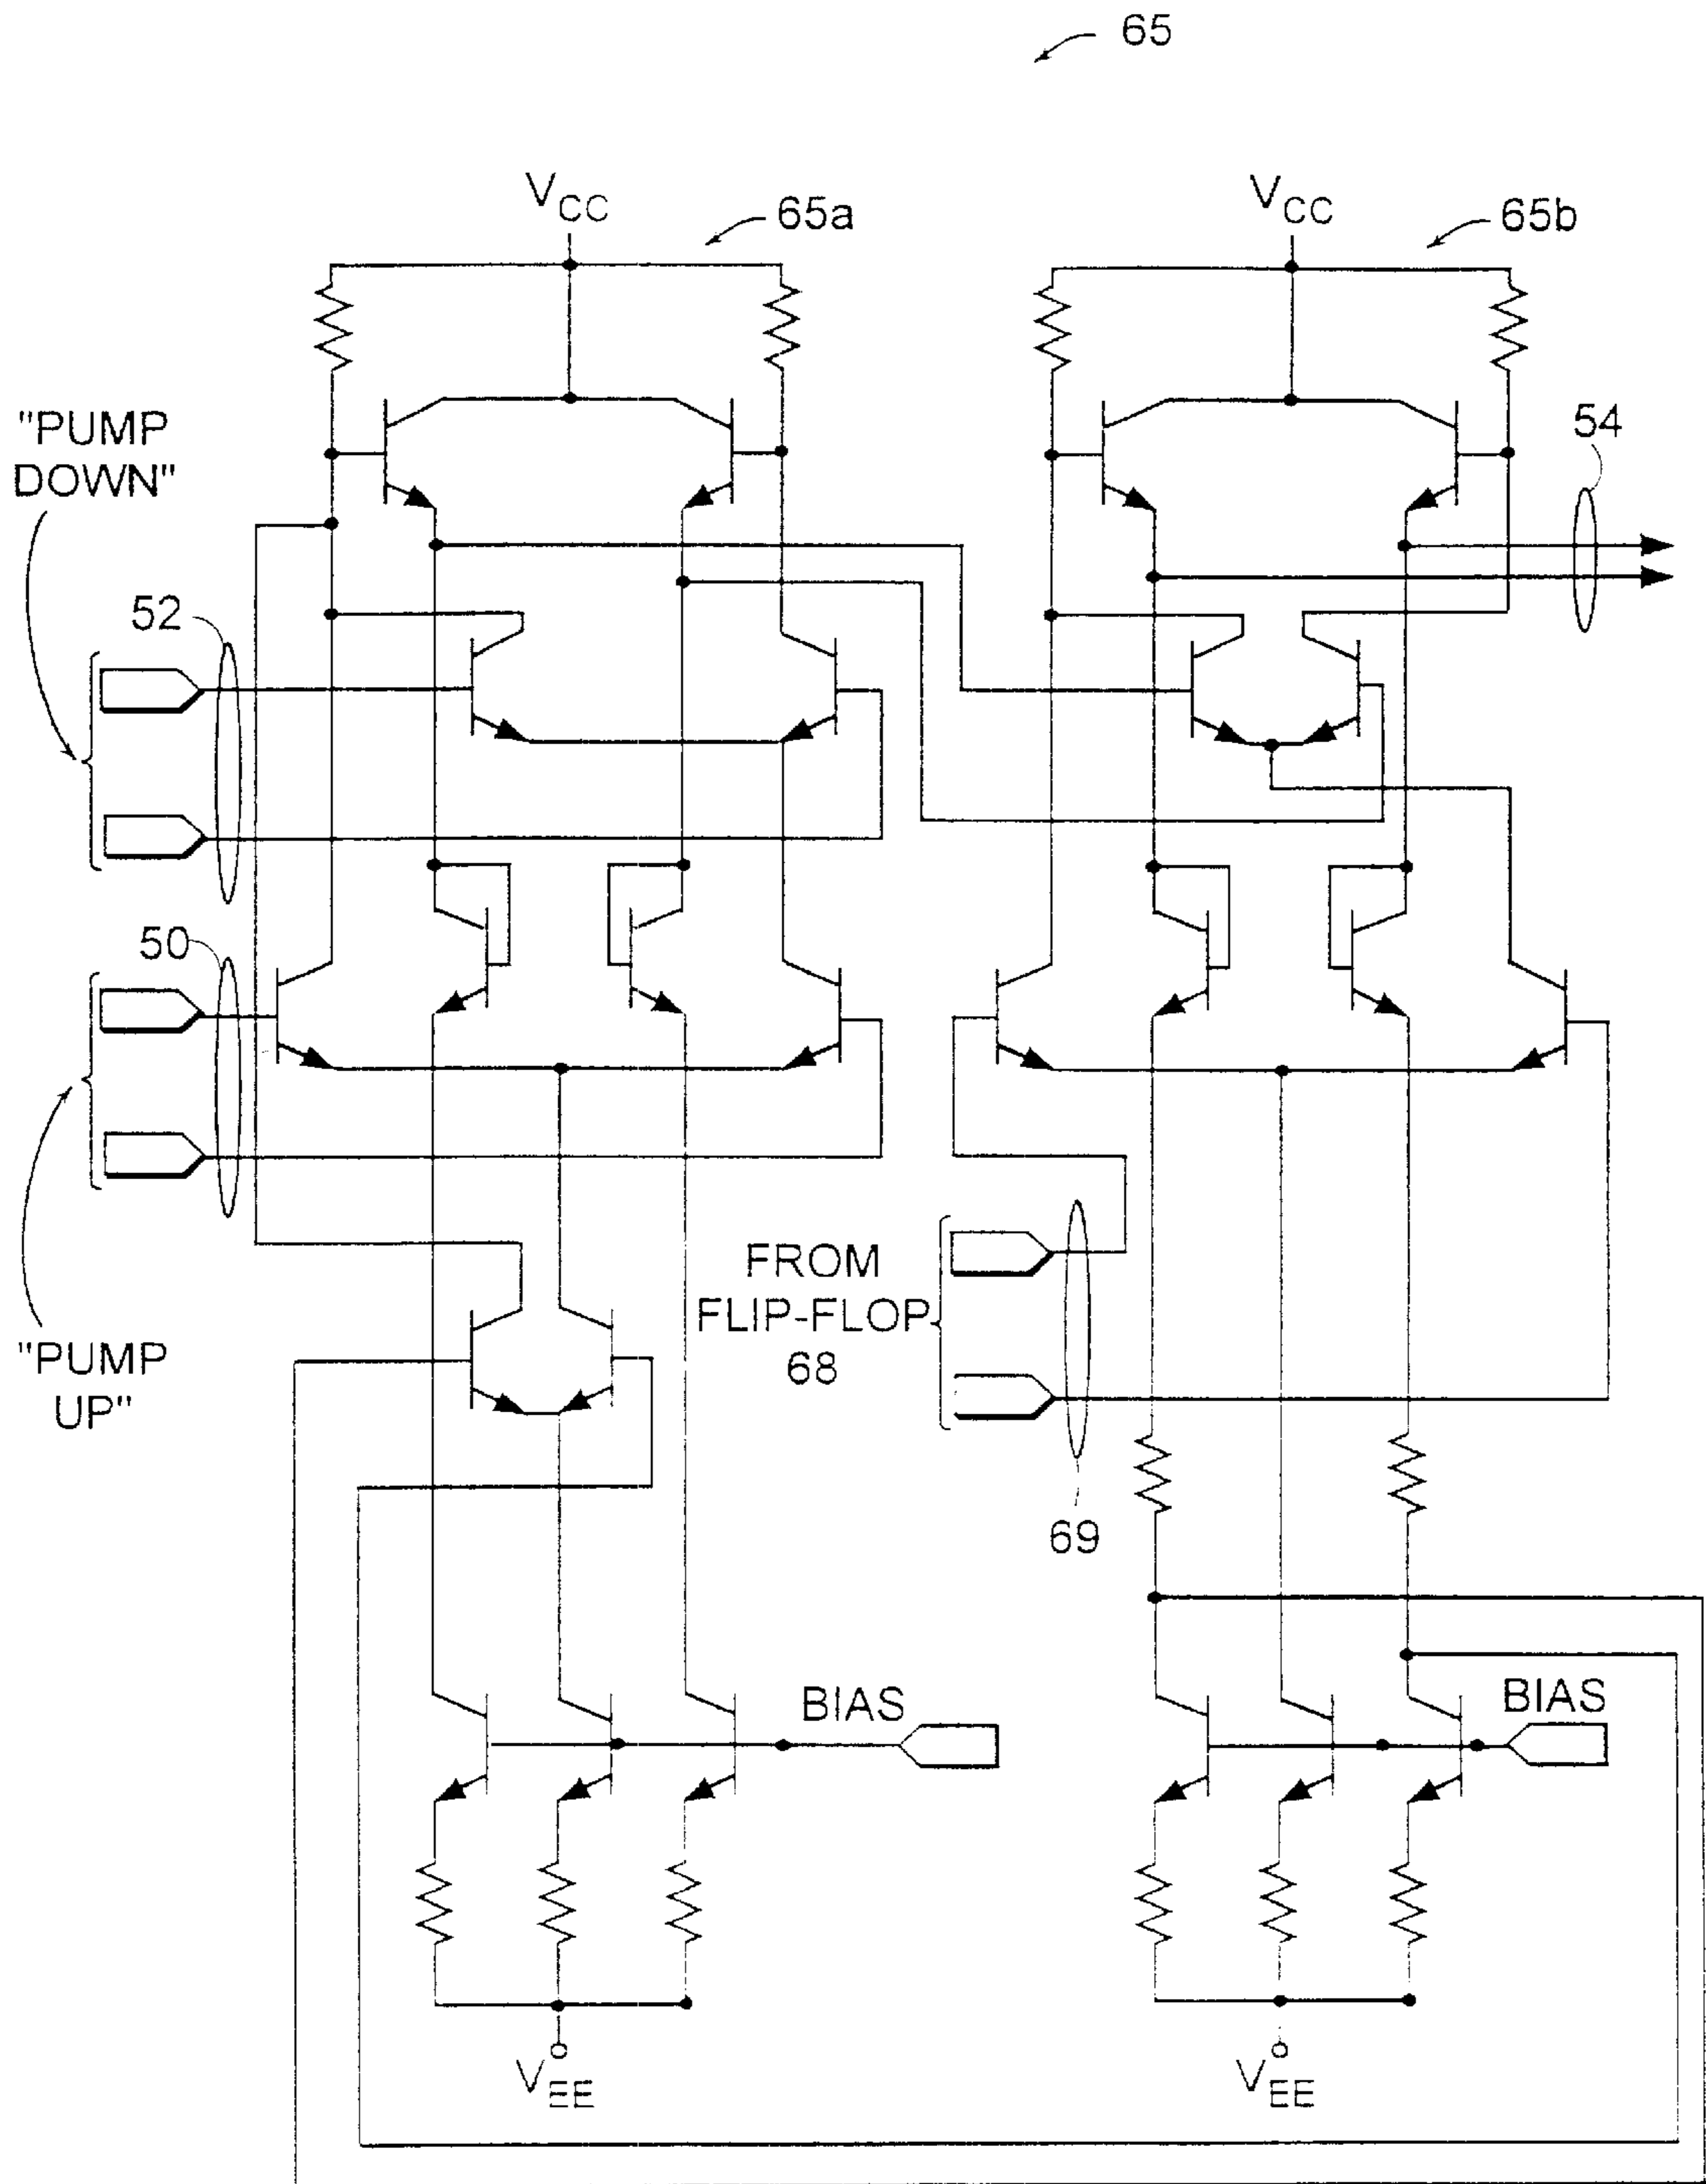 65
VCC
65a
VCC
65b
"PUMP
DOWN"
54
52
50
FROM
FLIP-FLOP
68
"PUMP
UP"
69
BIAS
BIAS
VEE
VEE